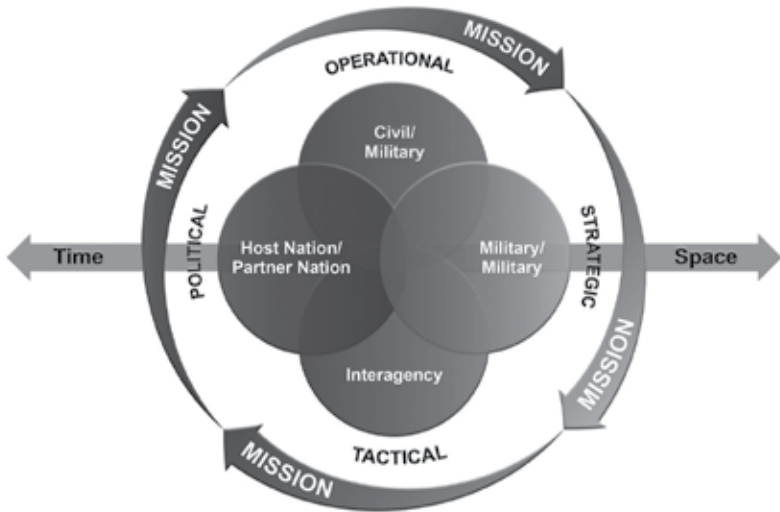 MISSION
OPERATIONAL
MISSION
Civil/
Military
POLITICAL
STRATEGIC
Time
Host Nation/
Partner Nation
Military/
Military
Space
Interagency
MISSION
TACTICAL
MISSION